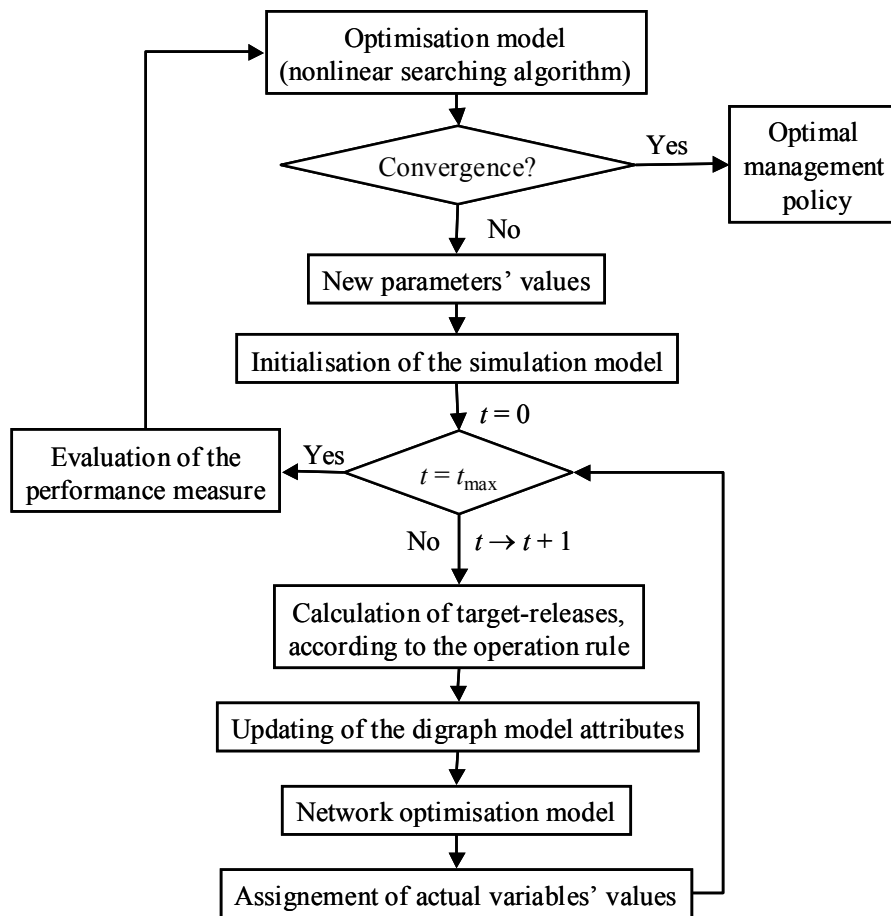 Optimisation model
(nonlinear searching algorithm)
Convergence?
Yes
Optimal
management
policy
No
New parameters’ values
Initialisation of the simulation model
t = 0
Evaluation of the
performance measure
Yes
t = tmax
No
t → t + 1
Calculation of target-releases,
according to the operation rule
Updating of the digraph model attributes
Network optimisation model
Assignement of actual variables’ values